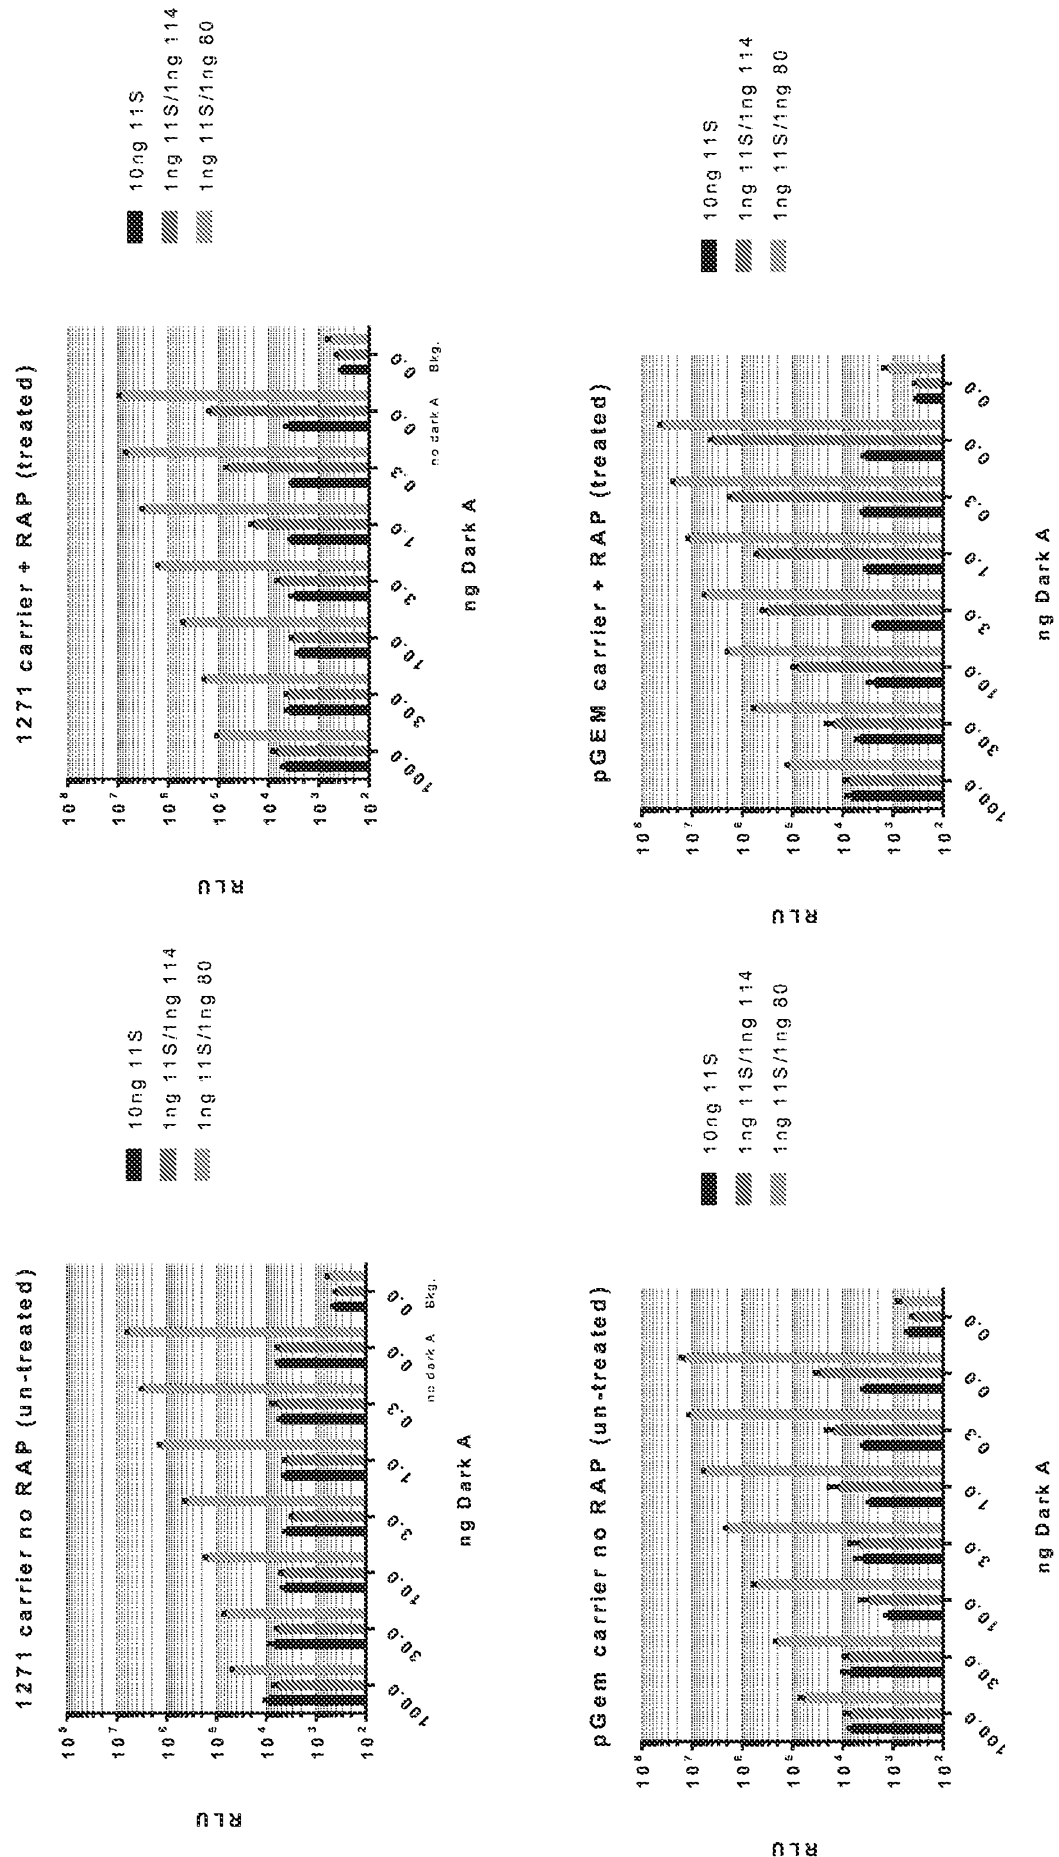 1271 carrier no RAP (un-treated)
RLU
10⁸
10⁷
10⁶
10⁵
10⁴
10³
10²
100.0
30.0
10.0
3.0
1.0
0.3
0.0
0.0
no dark A
Bkg.
ng Dark A
10ng 11S
1ng 11S/1ng 114
1ng 11S/1ng 80
1271 carrier + RAP (treated)
RLU
10⁸
10⁷
10⁶
10⁵
10⁴
10³
10²
100.0
30.0
10.0
3.0
1.0
0.3
0.0
0.0
no dark A
Bkg.
ng Dark A
10ng 11S
1ng 11S/1ng 114
1ng 11S/1ng 80
pGem carrier no RAP (un-treated)
RLU
10⁸
10⁷
10⁶
10⁵
10⁴
10³
10²
100.0
30.0
10.0
3.0
1.0
0.3
0.0
0.0
ng Dark A
10ng 11S
1ng 11S/1ng 114
1ng 11S/1ng 80
pGEM carrier + RAP (treated)
RLU
10⁸
10⁷
10⁶
10⁵
10⁴
10³
10²
100.0
30.0
10.0
3.0
1.0
0.3
0.0
0.0
ng Dark A
10ng 11S
1ng 11S/1ng 114
1ng 11S/1ng 80